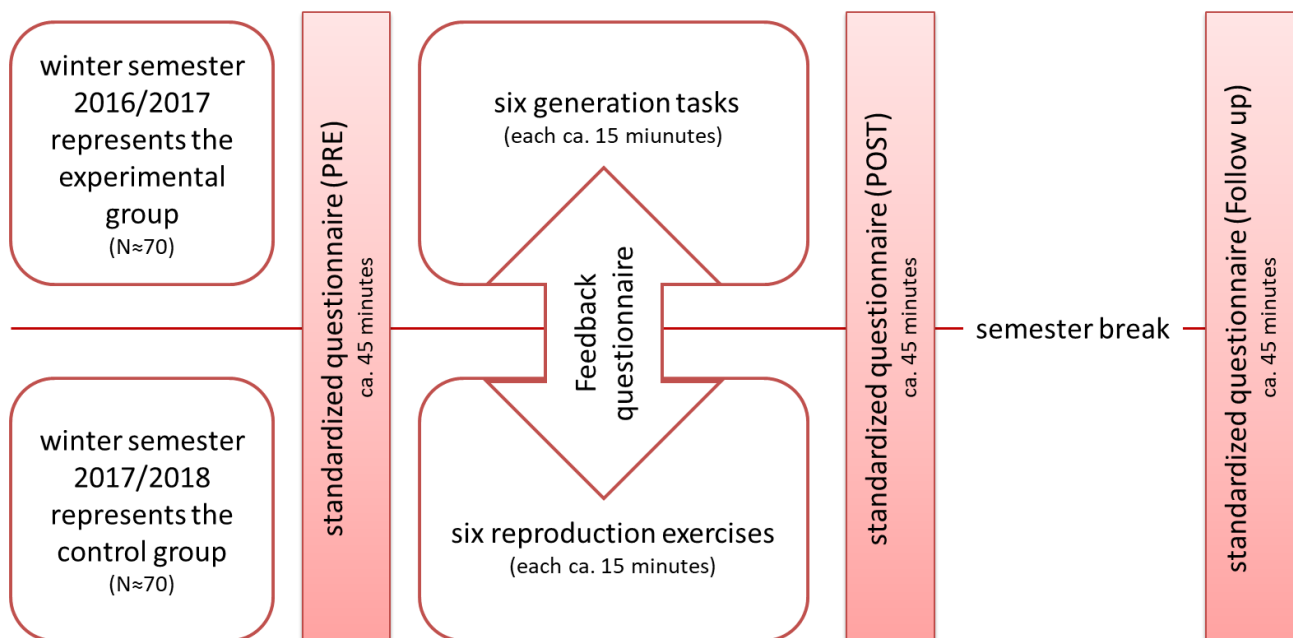 winter semester
2016/2017
represents the
experimental
group
(N≈70)
standardized questionnaire (PRE)
ca. 45 minutes
six generation tasks
(each ca. 15 miunutes)
Feedback
questionnaire
standardized questionnaire (POST)
ca. 45 minutes
semester break
standardized questionnaire (Follow up)
ca. 45 minutes
winter semester
2017/2018
represents the
control group
(N≈70)
six reproduction exercises
(each ca. 15 minutes)